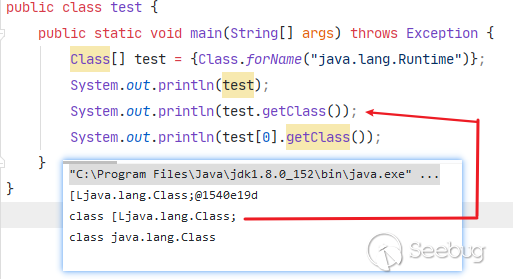 public class test {
public static void main(String[] args) throws Exception {
Class[] test = {Class.forName("java.lang.Runtime")};
System.out.println(test);
System.out.println(test.getClass());
System.out.println(test[0].getClass());
}
}
"C:\Program Files\Java\jdk1.8.0_152\bin\java.exe" ...
[Ljava.lang.Class;@1540e19d
class [Ljava.lang.Class;
class java.lang.Class
Seebug